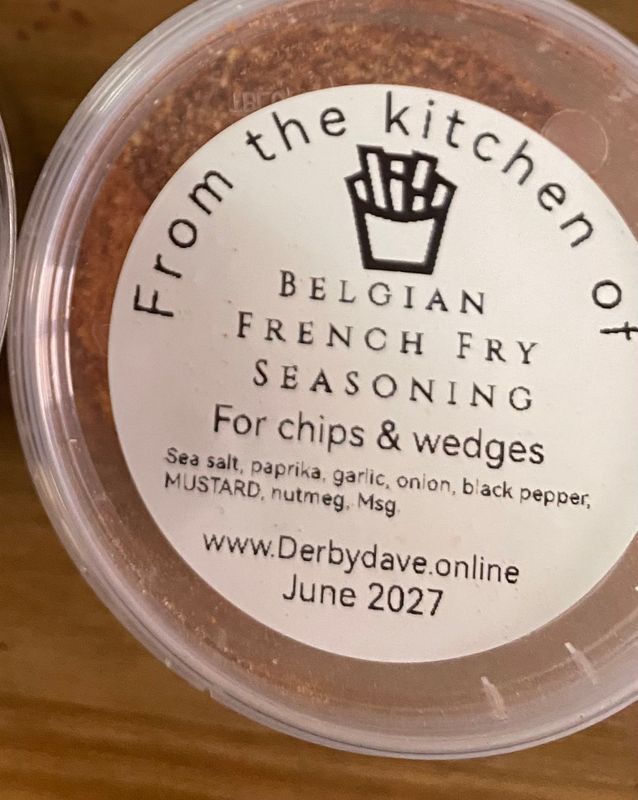 From the kitchen of
BELGIAN
FRENCH FRY
SEASONING
For chips & wedges
Sea salt, paprika, garlic, onion, black pepper,
MUSTARD, nutmeg, Msg.
www.Derbydave.online
June 2027